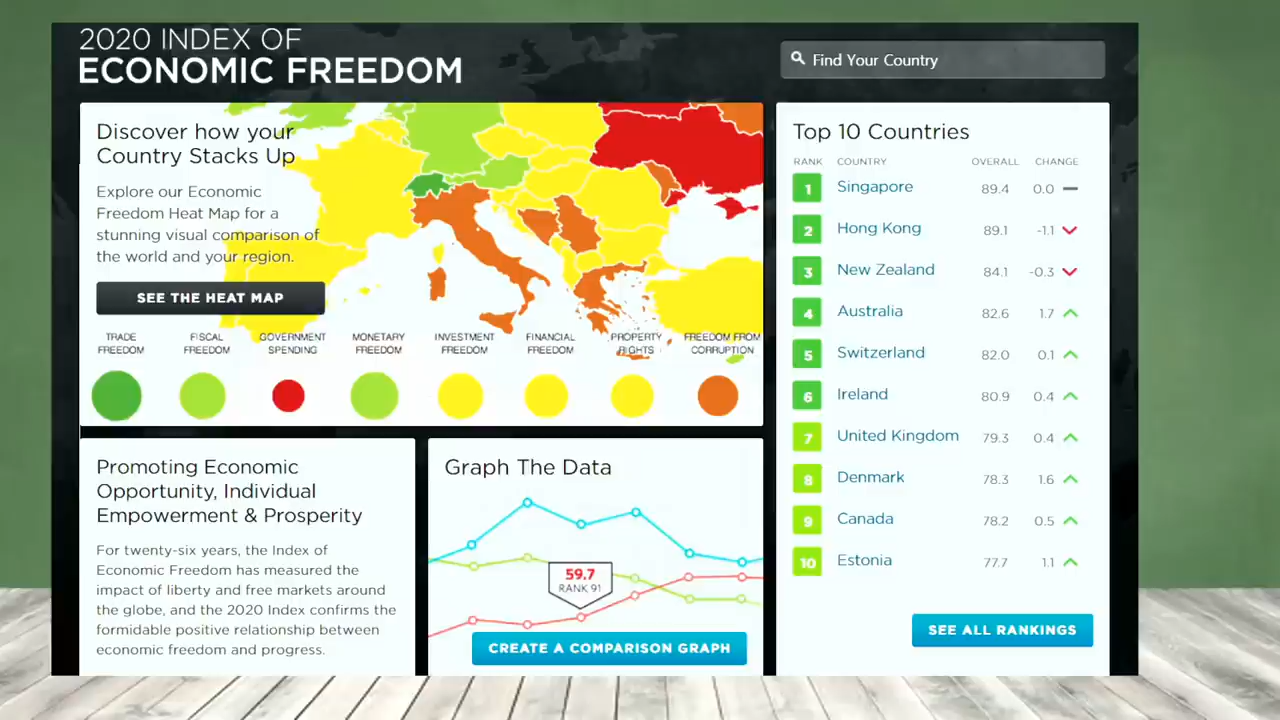 2020 INDEX OF
ECONOMIC FREEDOM
Find Your Country
Discover how your
Country Stacks Up
Explore our Economic
Freedom Heat Map for a
stunning visual comparison of
the world and your region.
SEE THE HEAT MAP
TRADE FREEDOM
FISCAL FREEDOM
GOVERNMENT SPENDING
MONETARY FREEDOM
INVESTMENT FREEDOM
FINANCIAL FREEDOM
PROPERTY RIGHTS
FREEDOM FROM CORRUPTION
Promoting Economic
Opportunity, Individual
Empowerment & Prosperity
For twenty-six years, the Index of
Economic Freedom has measured the
impact of liberty and free markets around
the globe, and the 2020 Index confirms the
formidable positive relationship between
economic freedom and progress.
Graph The Data
59.7
RANK 91
CREATE A COMPARISON GRAPH
Top 10 Countries
RANK COUNTRY OVERALL CHANGE
1 Singapore 89.4 0.0
2 Hong Kong 89.1 -1.1
3 New Zealand 84.1 -0.3
4 Australia 82.6 1.7
5 Switzerland 82.0 0.1
6 Ireland 80.9 0.4
7 United Kingdom 79.3 0.4
8 Denmark 78.3 1.6
9 Canada 78.2 0.5
10 Estonia 77.7 1.1
SEE ALL RANKINGS